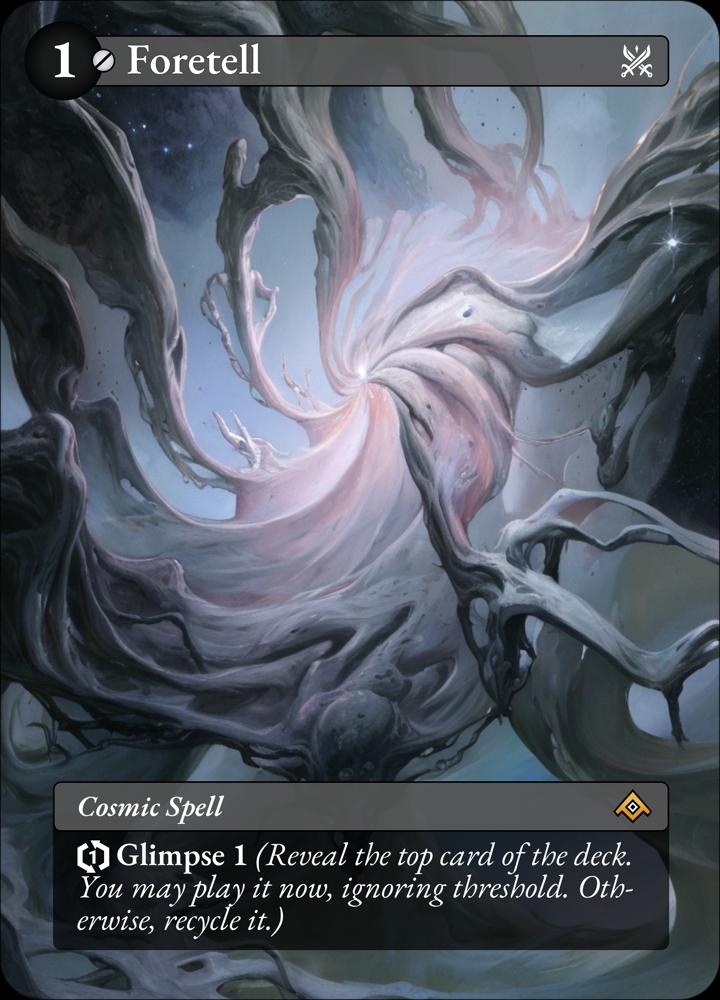 1 Foretell
Cosmic Spell
1 Glimpse 1 (Reveal the top card of the deck.
You may play it now, ignoring threshold. Oth-
erwise, recycle it.)